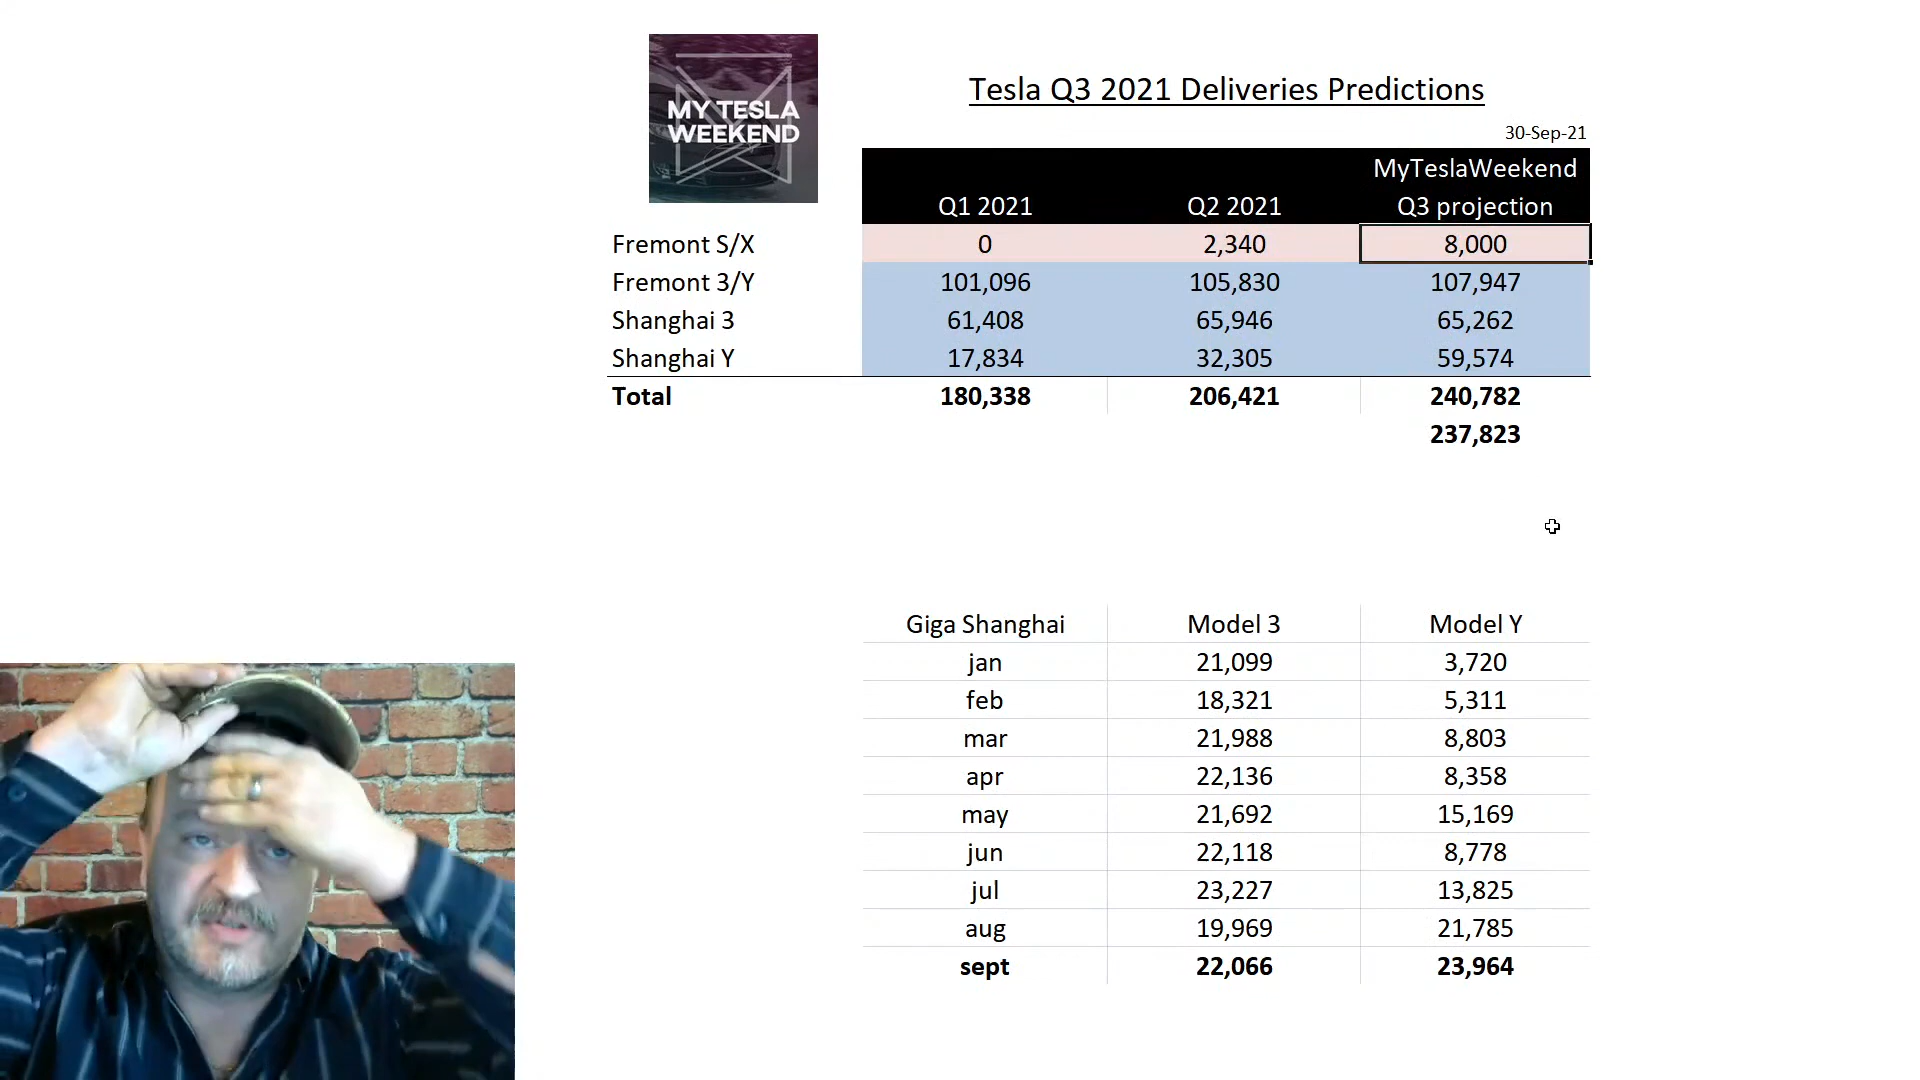 MY TESLA
WEEKEND
Tesla Q3 2021 Deliveries Predictions
30-Sep-21
MyTeslaWeekend
Q1 2021 Q2 2021 Q3 projection
Fremont S/X 0 2,340 8,000
Fremont 3/Y 101,096 105,830 107,947
Shanghai 3 61,408 65,946 65,262
Shanghai Y 17,834 32,305 59,574
Total 180,338 206,421 240,782
237,823
Giga Shanghai Model 3 Model Y
jan 21,099 3,720
feb 18,321 5,311
mar 21,988 8,803
apr 22,136 8,358
may 21,692 15,169
jun 22,118 8,778
jul 23,227 13,825
aug 19,969 21,785
sept 22,066 23,964